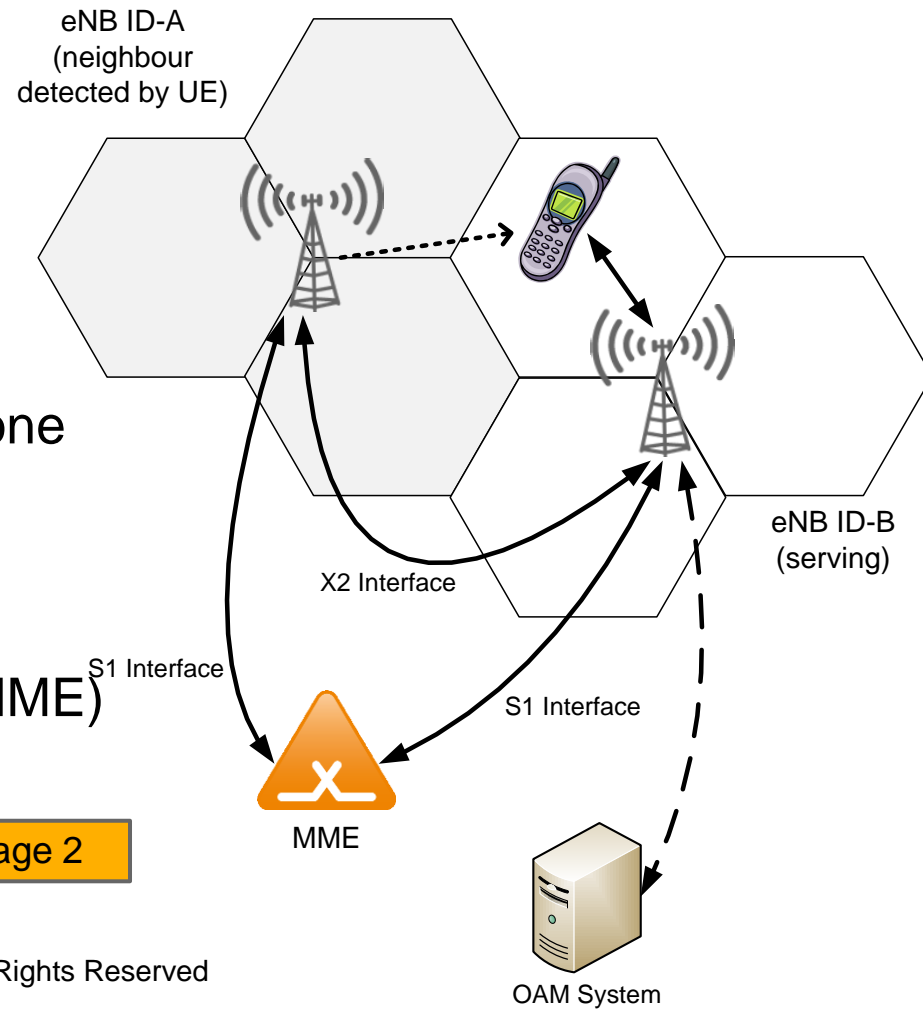 eNB ID-A
(neighbour
detected by UE)
one
eNB ID-B
(serving)
X2 Interface
S1 Interface
MME)
S1 Interface
MME
age 2
Rights Reserved
OAM System